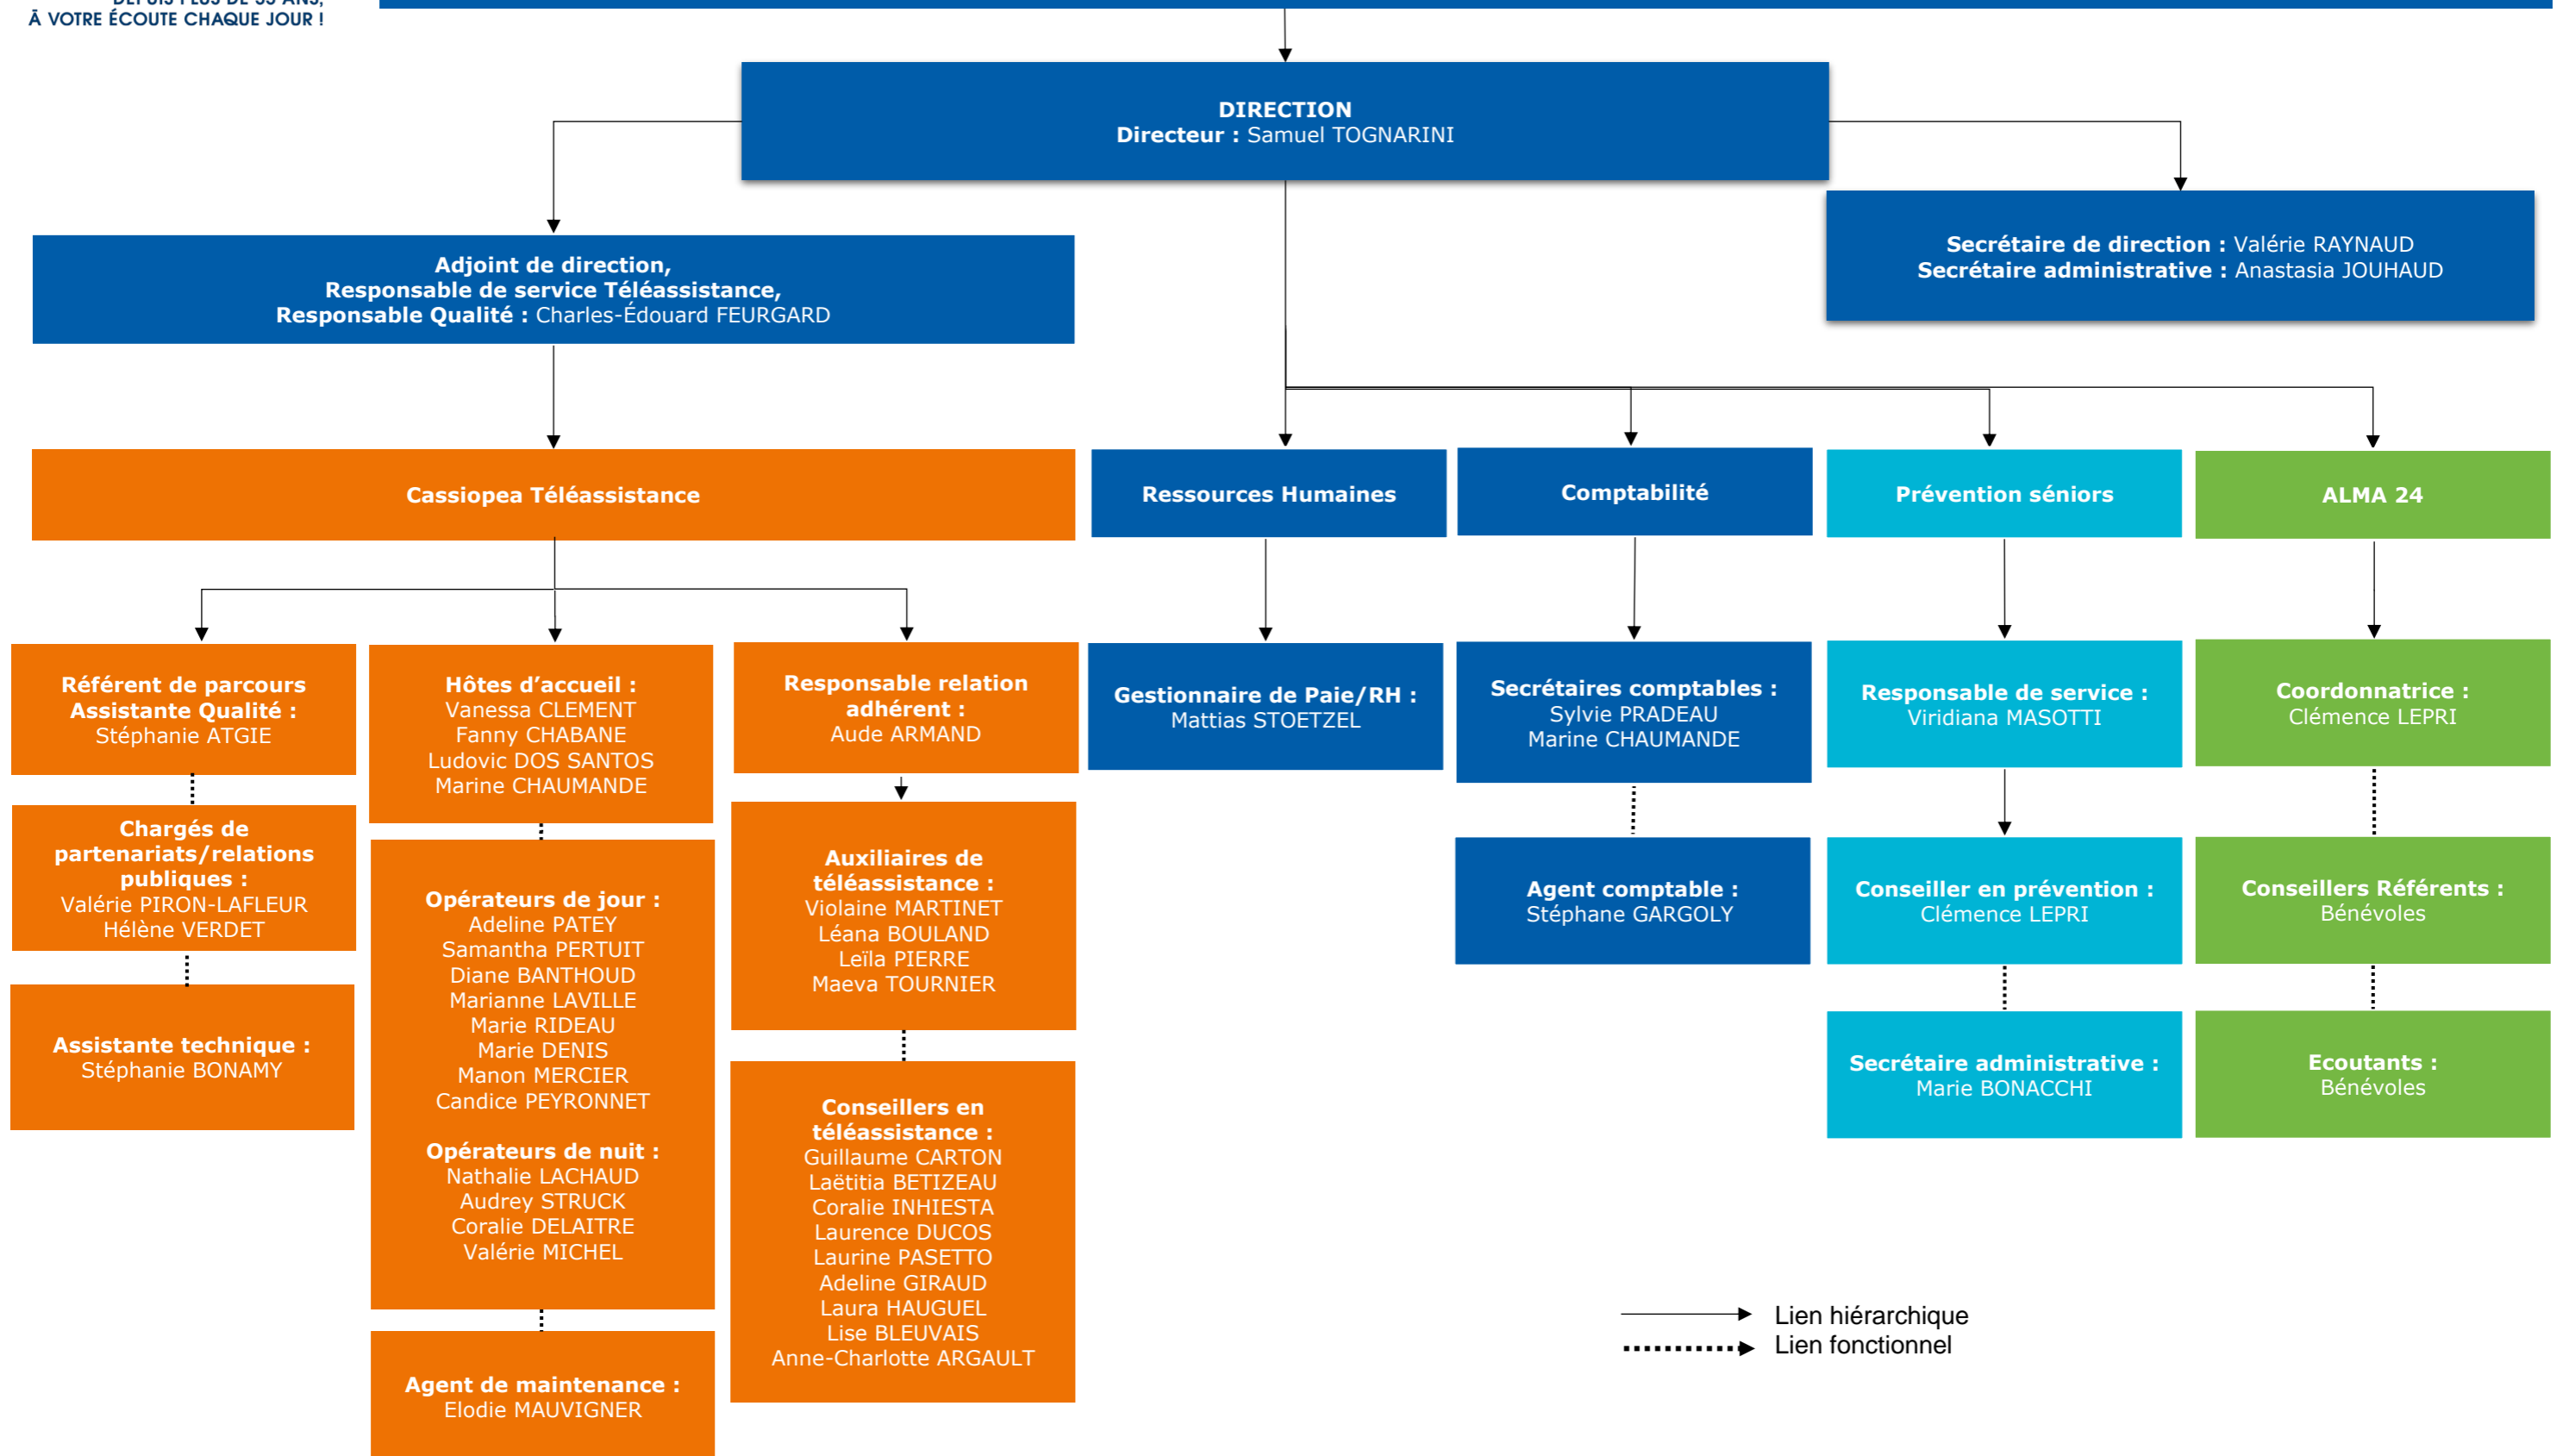 À VOTRE ÉCOUTE CHAQUE JOUR !
DIRECTION
Directeur : Samuel TOGNARINI
Adjoint de direction,
Responsable de service Téléassistance,
Responsable Qualité : Charles-Édouard FEURGARD
Secrétaire de direction : Valérie RAYNAUD
Secrétaire administrative : Anastasia JOUHAUD
Cassiopea Téléassistance
Ressources Humaines
Comptabilité
Prévention séniors
ALMA 24
Référent de parcours
Assistante Qualité :
Stéphanie ATGIE
Chargés de
partenariats/relations
publiques :
Valérie PIRON-LAFLEUR
Hélène VERDET
Assistante technique :
Stéphanie BONAMY
Hôtes d’accueil :
Vanessa CLEMENT
Fanny CHABANE
Ludovic DOS SANTOS
Marine CHAUMANDE
Opérateurs de jour :
Adeline PATEY
Samantha PERTUIT
Diane BANTHOUD
Marianne LAVILLE
Marie RIDEAU
Marie DENIS
Manon MERCIER
Candice PEYRONNET
Opérateurs de nuit :
Nathalie LACHAUD
Audrey STRUCK
Coralie DELAITRE
Valérie MICHEL
Agent de maintenance :
Elodie MAUVIGNER
Responsable relation
adhérent :
Aude ARMAND
Auxiliaires de
téléassistance :
Violaine MARTINET
Léana BOULAND
Leïla PIERRE
Maeva TOURNIER
Conseillers en
téléassistance :
Guillaume CARTON
Laëtitia BETIZEAU
Coralie INHIESTA
Laurence DUCOS
Laurine PASETTO
Adeline GIRAUD
Laura HAUGUEL
Lise BLEUVAIS
Anne-Charlotte ARGAULT
Gestionnaire de Paie/RH :
Mattias STOETZEL
Secrétaires comptables :
Sylvie PRADEAU
Marine CHAUMANDE
Agent comptable :
Stéphane GARGOLY
Responsable de service :
Viridiana MASOTTI
Conseiller en prévention :
Clémence LEPRI
Secrétaire administrative :
Marie BONACCHI
Coordonnatrice :
Clémence LEPRI
Conseillers Référents :
Bénévoles
Ecoutants :
Bénévoles
Lien hiérarchique
Lien fonctionnel